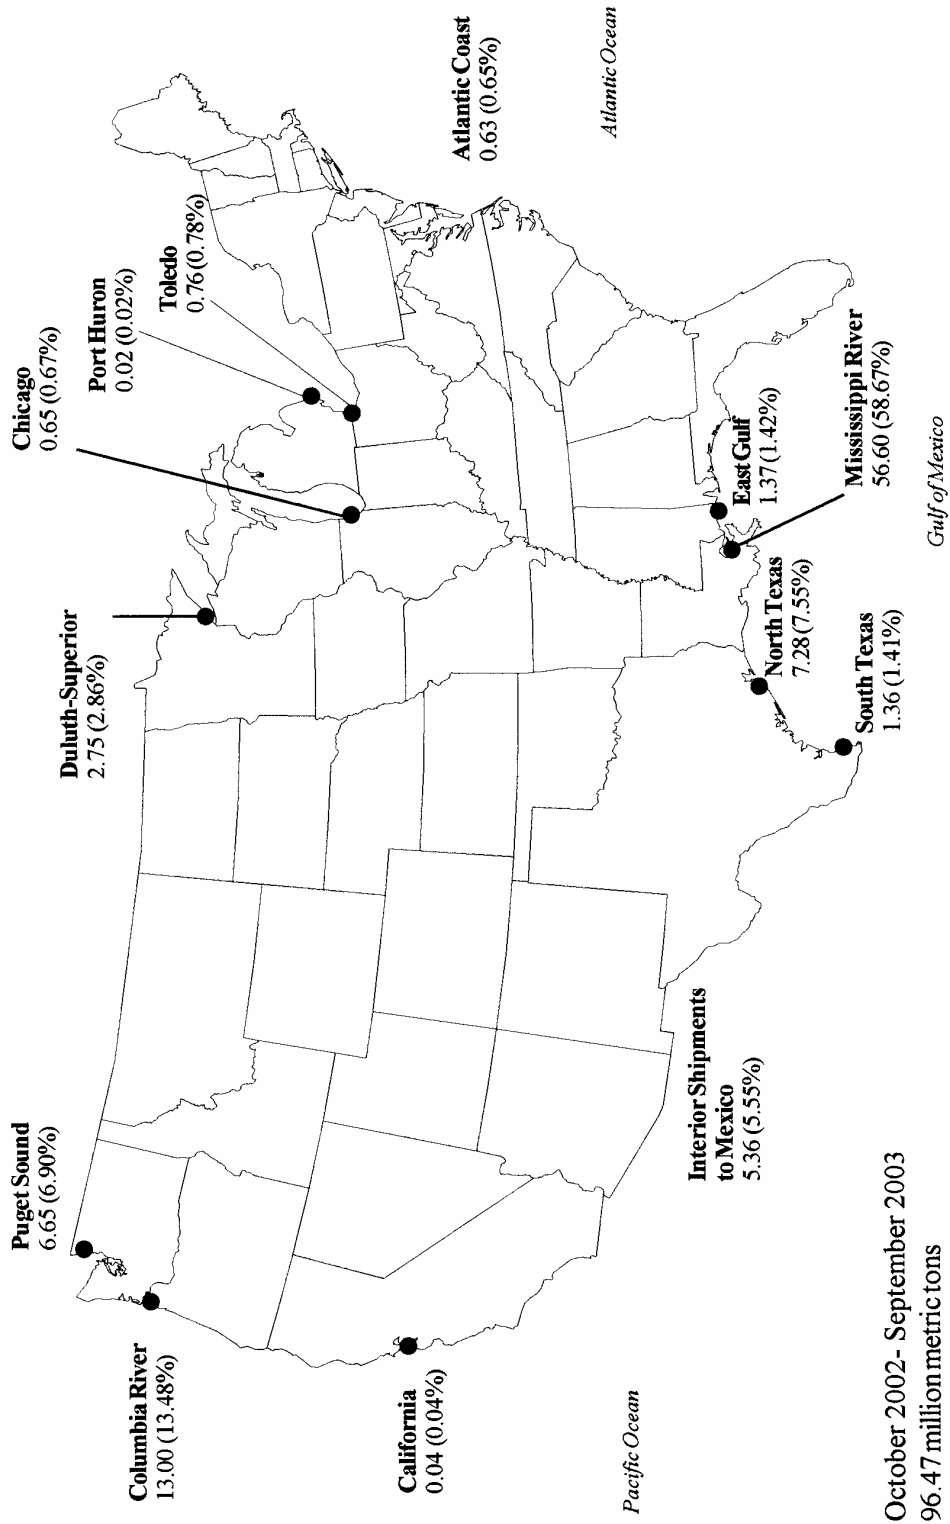 Puget Sound
6.65 (6.90%)
Columbia River
13.00 (13.48%)
California
0.04 (0.04%)
Pacific Ocean
Duluth-Superior
2.75 (2.86%)
Chicago
0.65 (0.67%)
Port Huron
0.02 (0.02%)
Toledo
0.76 (0.78%)
Atlantic Coast
0.63 (0.65%)
Atlantic Ocean
Interior Shipments
to Mexico
5.36 (5.55%)
South Texas
1.36 (1.41%)
North Texas
7.28 (7.55%)
East Gulf
1.37 (1.42%)
Mississippi River
56.60 (58.67%)
Gulf of Mexico
October 2002- September 2003
96.47 million metric tons